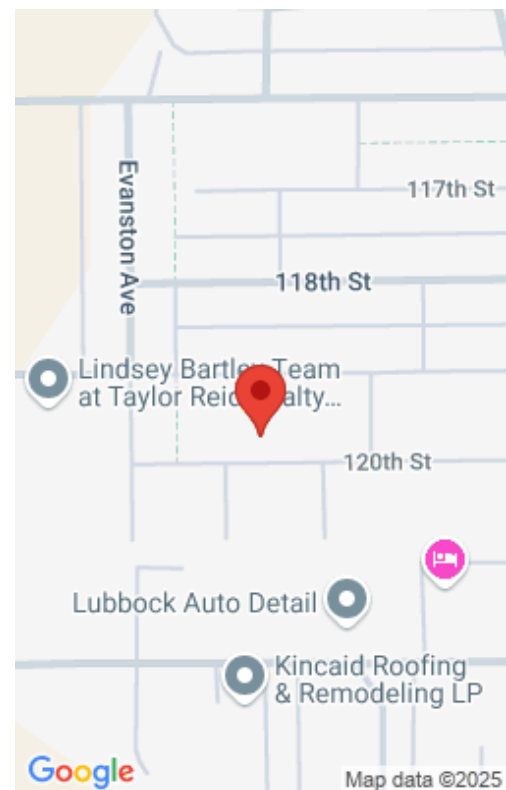 Evanston Ave
117th St
118th St
Lindsey Bartley Team
at Taylor Reid Realty...
120th St
Lubbock Auto Detail
Kincaid Roofing
& Remodeling LP
Google
Map data ©2025